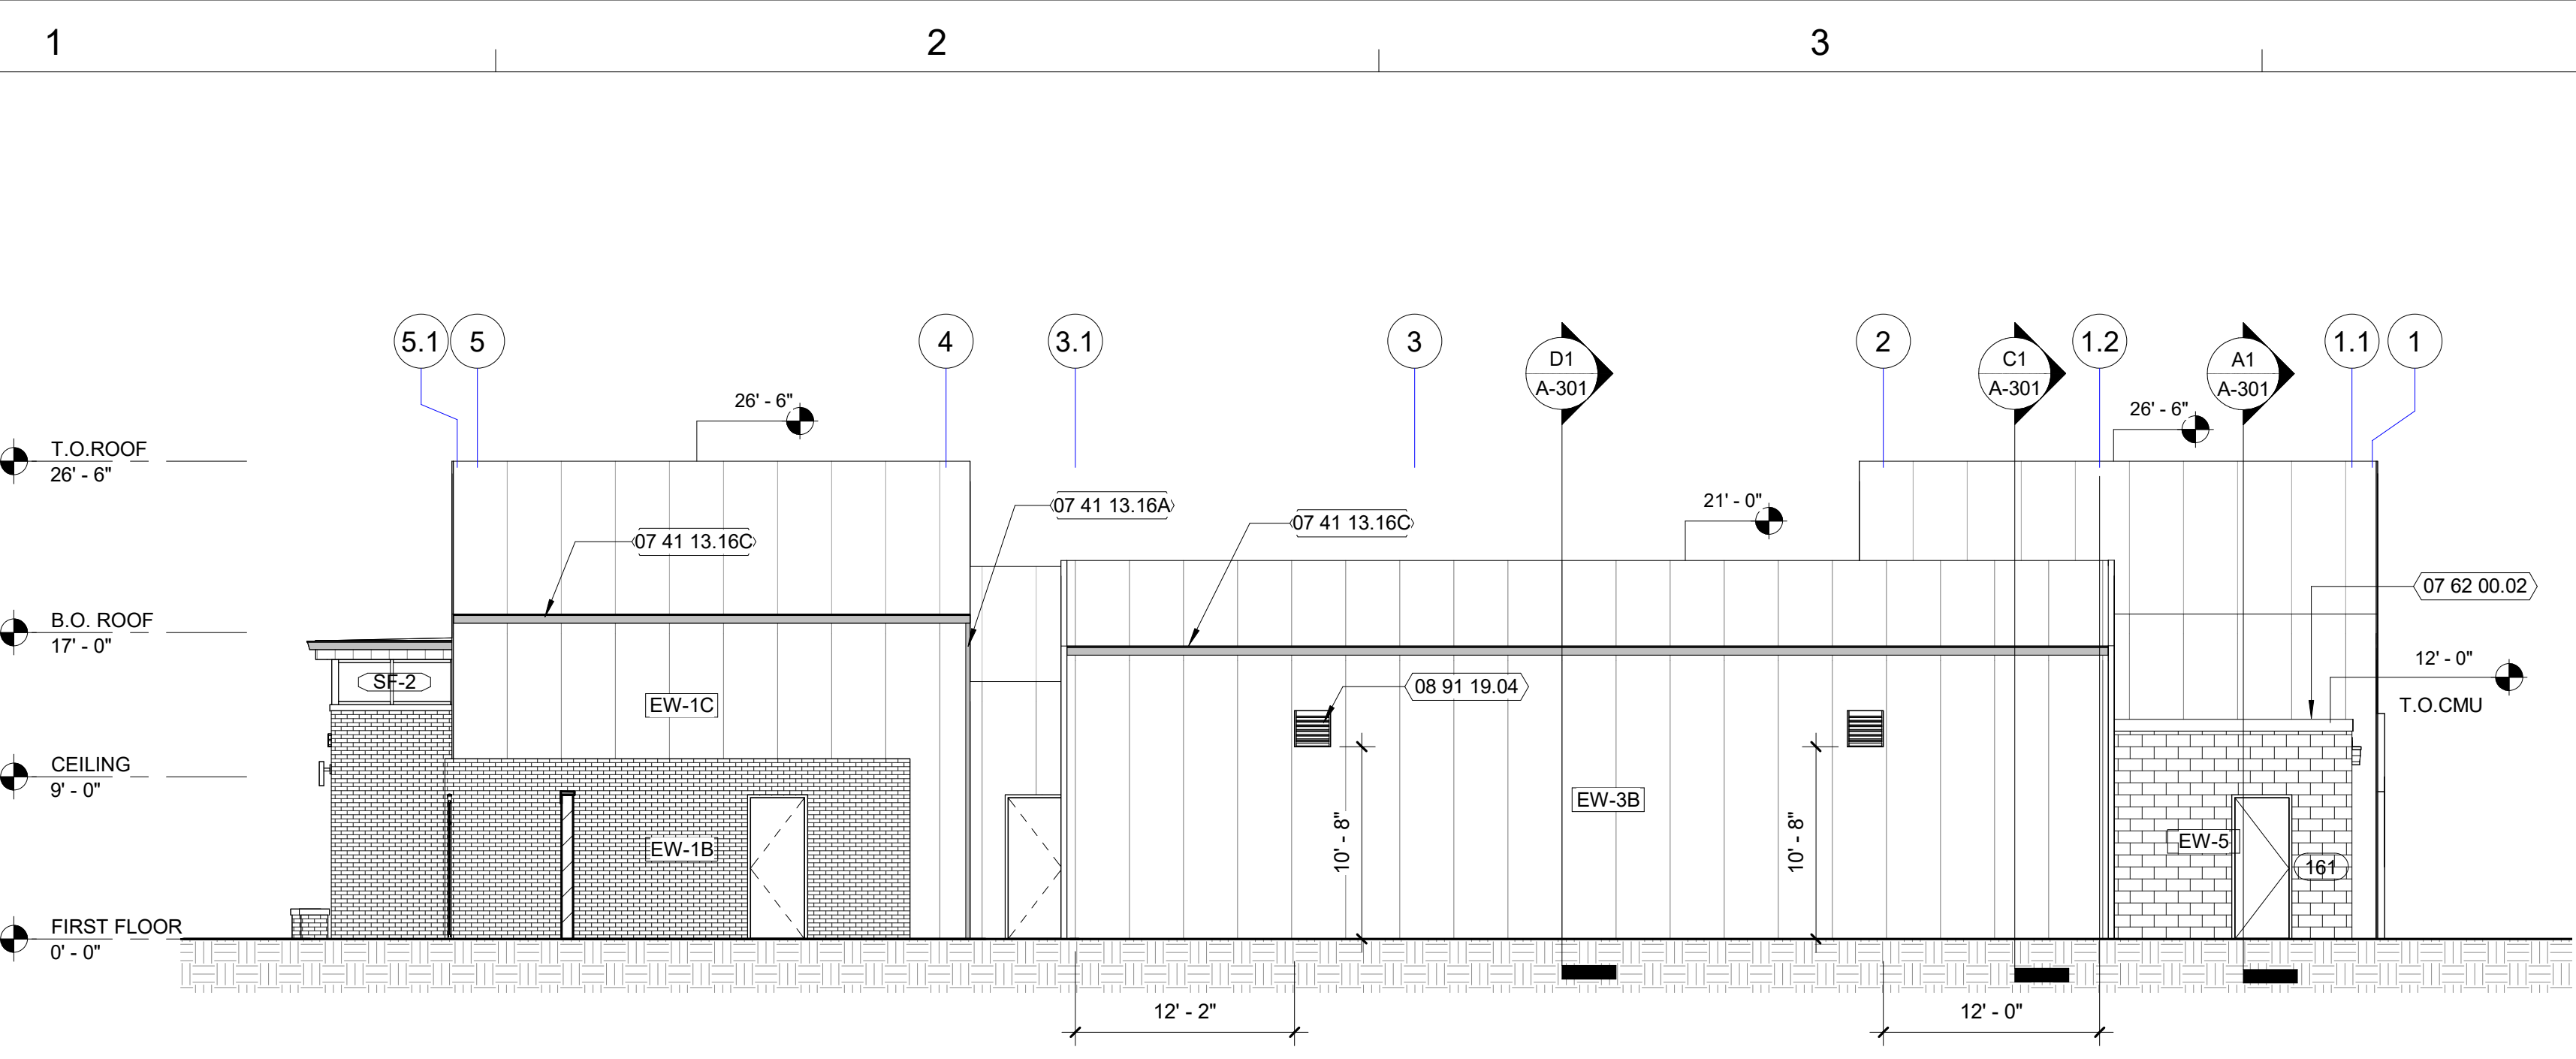 1 2 3
5.1 5 4 3.1 3 2 1.2 1.1 1
D1
A-301
C1
A-301
A1
A-301
26' - 6"
26' - 6"
T.O.ROOF
26' - 6"
07 41 13.16A
21' - 0"
07 41 13.16C
07 41 13.16C
07 62 00.02
B.O. ROOF
17' - 0"
12' - 0"
T.O.CMU
SF-2
08 91 19.04
EW-1C
CEILING
9' - 0"
EW-3B
10' - 8"
10' - 8"
EW-1B
EW-5
161
FIRST FLOOR
0' - 0"
12' - 2"
12' - 0"